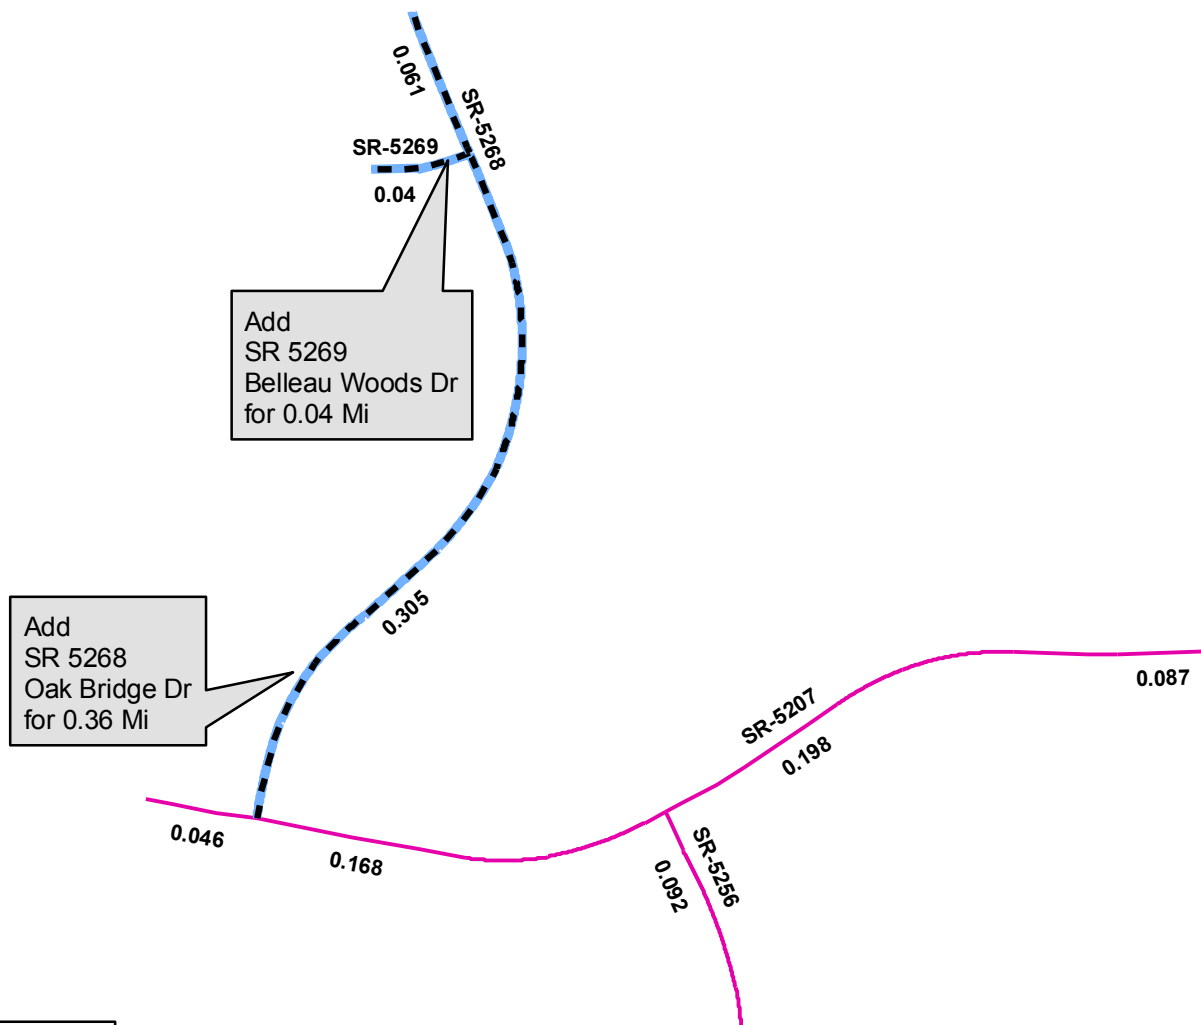 0.061
SR-5268
SR-5269
0.04
Add
SR 5269
Belleau Woods Dr
for 0.04 Mi
0.305
Add
SR 5268
Oak Bridge Dr
for 0.36 Mi
0.087
SR-5207
0.198
0.046
0.168
SR-5256
0.092